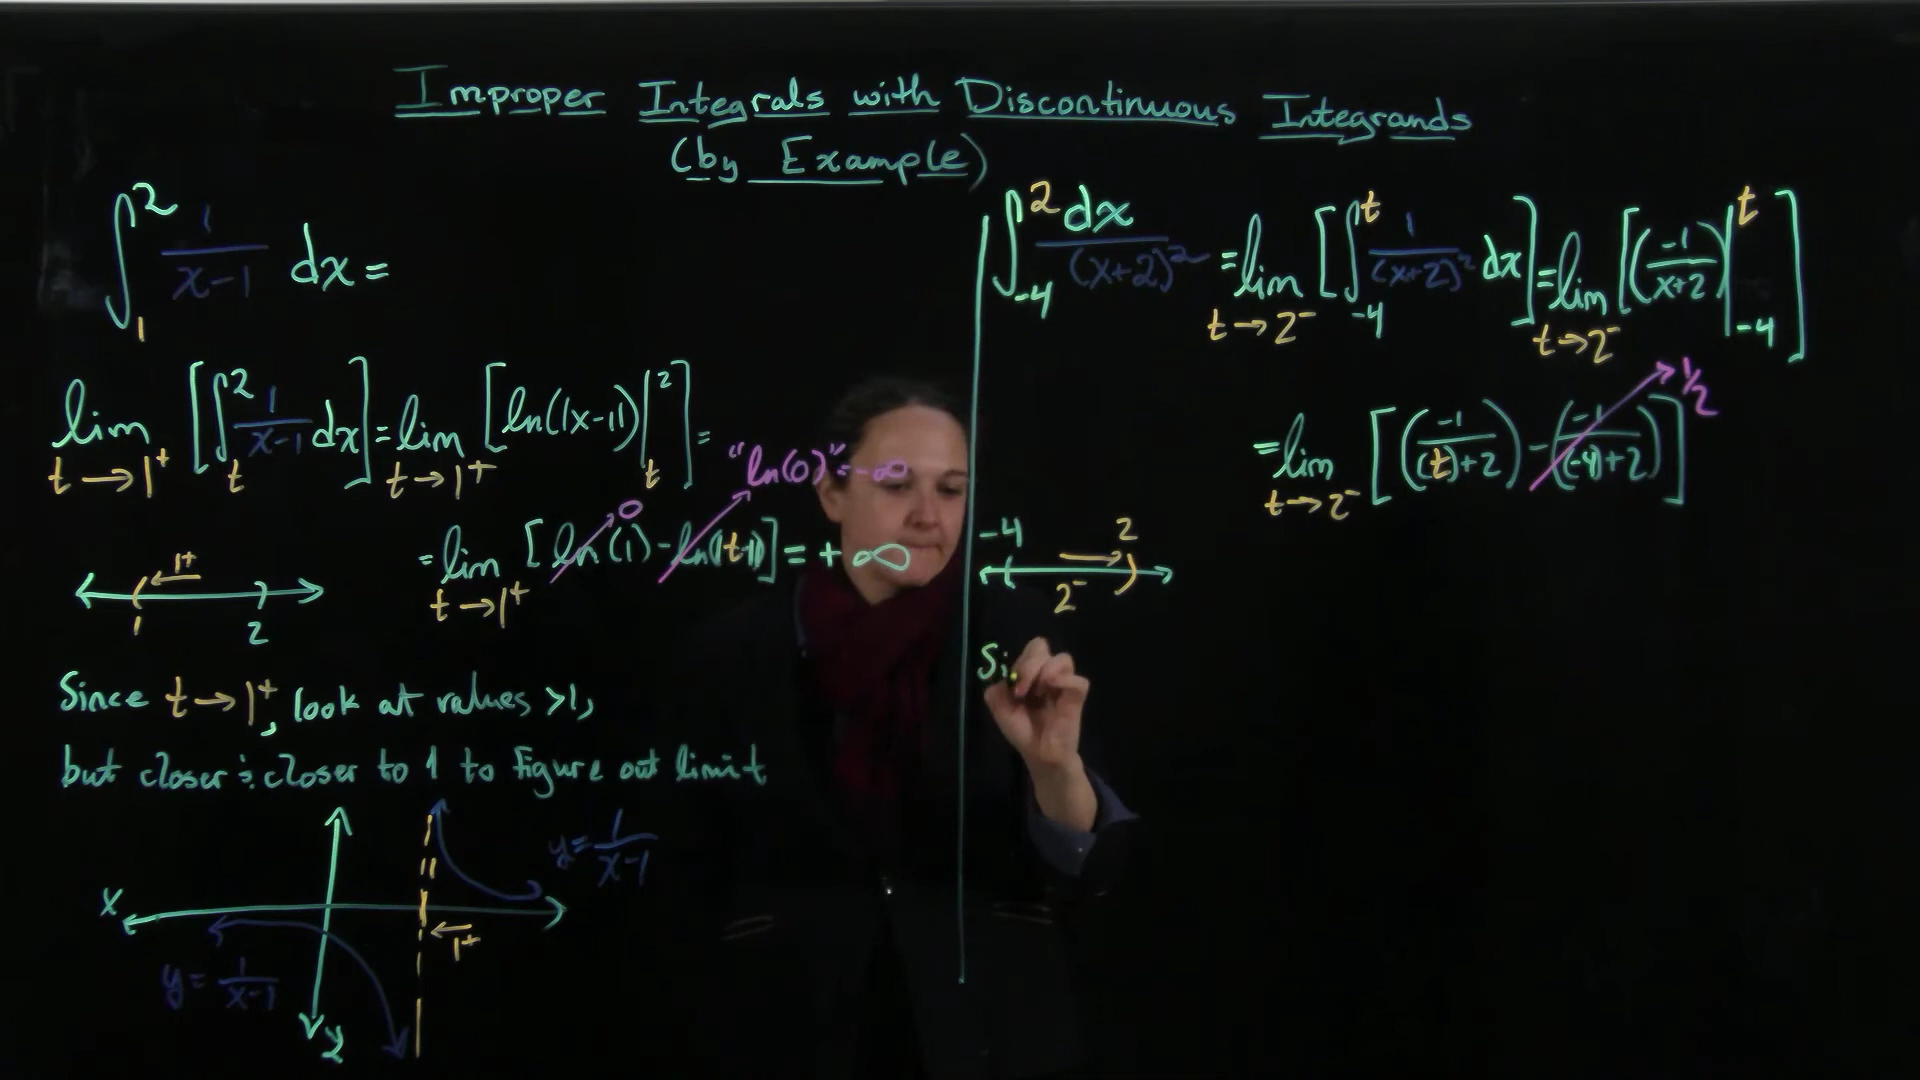 Improper Integrals with Discontinuous Integrands
(by Example)
∫_1^2 1/(x-1) dx =
lim_{t→1+} [∫_t^2 1/(x-1) dx] = lim_{t→1+} [ln(|x-1|)|_t^2] =
"ln(0)" = -∞
0
= lim_{t→1+} [ln(1) - ln(|t-1|)] = +∞
1+
1 2
Since t→1+, look at values >1,
but closer & closer to 1 to figure out limit
y = 1/(x-1)
x
1+
y = 1/(x-1)
y
∫_{-4}^2 dx/(x+2)^2 = lim_{t→2-} [∫_{-4}^t 1/(x+2)^2 dx] = lim_{t→2-} [(-1/(x+2))|_{-4}^t]
1/2
= lim_{t→2-} [(-1/((t)+2)) - (-1/((-4)+2))]
-4 2
2-
Si